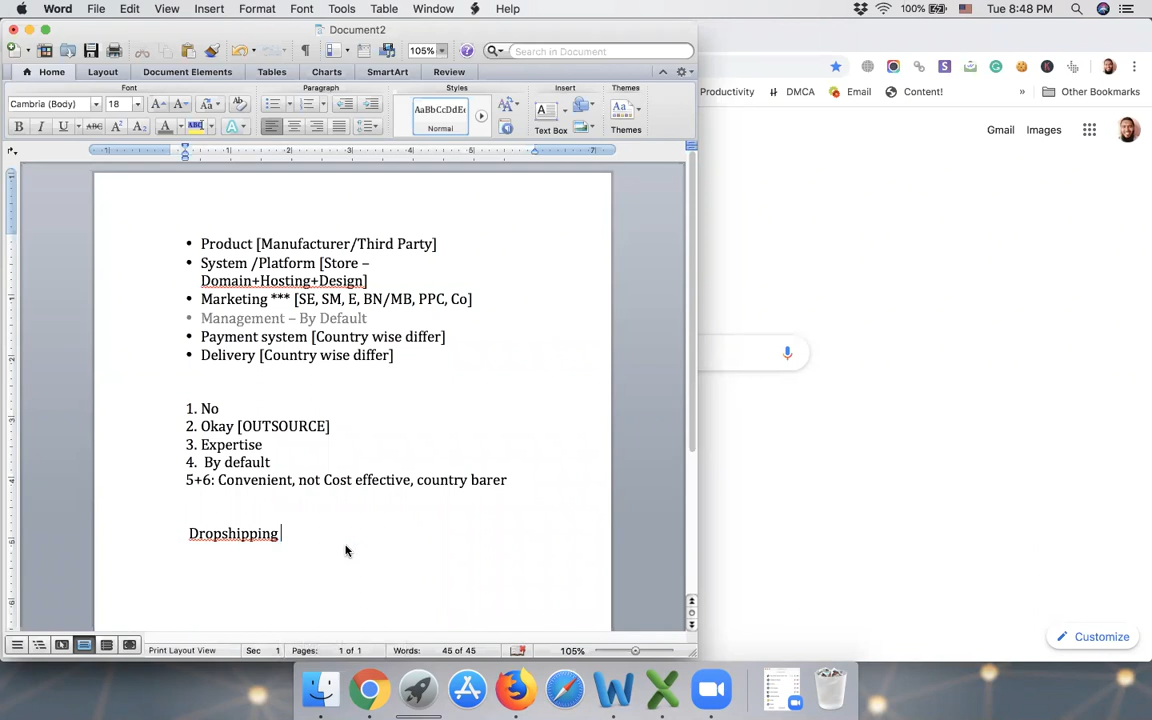 Word File Edit View Insert Format Font Tools Table Window Help
100% Tue 8:48 PM
Document2
105% Search in Document
Home Layout Document Elements Tables Charts SmartArt Review
Font Paragraph Styles Insert Themes
Cambria (Body) 18 AaBbCcDdEe
Normal Text Box Themes
Product [Manufacturer/Third Party]
System /Platform [Store –
Domain+Hosting+Design]
Marketing *** [SE, SM, E, BN/MB, PPC, Co]
Management – By Default
Payment system [Country wise differ]
Delivery [Country wise differ]
1. No
2. Okay [OUTSOURCE]
3. Expertise
4. By default
5+6: Convenient, not Cost effective, country barer
Dropshipping
Print Layout View Sec 1 Pages: 1 of 1 Words: 45 of 45 105%
Productivity DMCA Email Content! » Other Bookmarks
Gmail Images
Customize